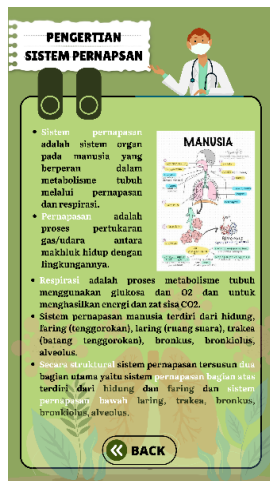 PENGERTIAN
SISTEM PERNAPSAN
• Sistem pernapasan
adalah sistem organ
pada manusia yang
berperan dalam
metabolisme tubuh
melalui pernapasan
dan respirasi.
• Pernapasan adalah
proses pertukaran
gas/udara antara
makhluk hidup dengan
lingkungannya.
MANUSIA
• Respirasi adalah proses metabolisme tubuh
menggunakan glukosa dan O2 dan untuk
menghasilkan energi dan zat sisa CO2.
• Sistem pernapasan manusia terdiri dari hidung,
faring (tenggorokan), laring (ruang suara), trakea
(batang tenggorokan), bronkus, bronkiolus,
alveolus.
• Secara struktural sistem pernapasan tersusun dua
bagian utama yaitu sistem pernapasan bagian atas
terdiri dari hidung dan faring dan sistem
pernapasan bawah laring, trakea, bronkus,
bronkiolus, alveolus.
BACK